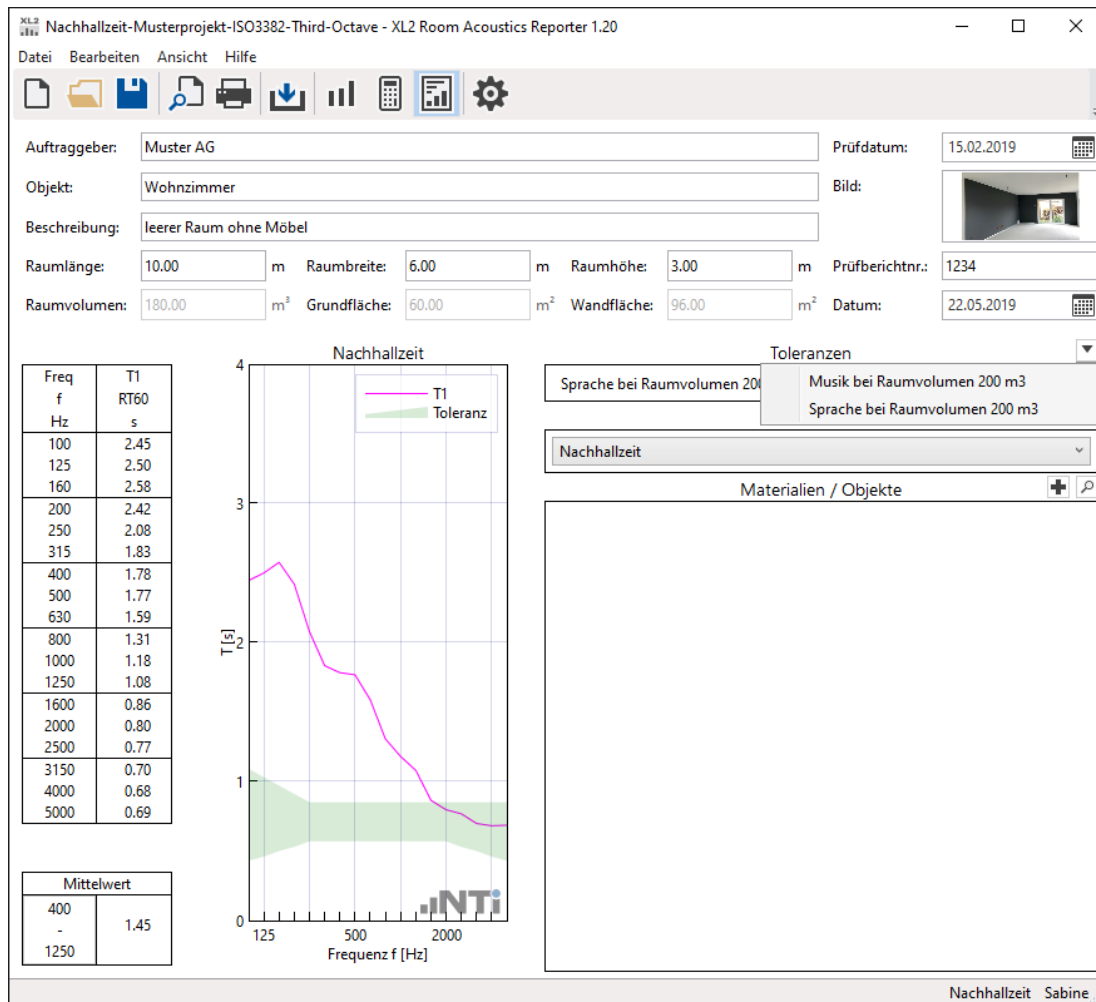 XL2 Nachhallzeit-Musterprojekt-ISO3382-Third-Octave - XL2 Room Acoustics Reporter 1.20
Datei Bearbeiten Ansicht Hilfe
Auftraggeber: Muster AG Prüfdatum: 15.02.2019
Objekt: Wohnzimmer Bild:
Beschreibung: leerer Raum ohne Möbel
Raumlänge: 10.00 m Raumbreite: 6.00 m Raumhöhe: 3.00 m Prüfberichtnr.: 1234
Raumvolumen: 180.00 m³ Grundfläche: 60.00 m² Wandfläche: 96.00 m² Datum: 22.05.2019
Freq T1
f RT60
Hz s
100 2.45
125 2.50
160 2.58
200 2.42
250 2.08
315 1.83
400 1.78
500 1.77
630 1.59
800 1.31
1000 1.18
1250 1.08
1600 0.86
2000 0.80
2500 0.77
3150 0.70
4000 0.68
5000 0.69
Mittelwert
400
- 1.45
1250
Nachhallzeit
T1
Toleranz
4
3
2
1
0
T [s]
125 500 2000
Frequenz f [Hz]
NTi
Toleranzen
Sprache bei Raumvolumen 200
Musik bei Raumvolumen 200 m3
Sprache bei Raumvolumen 200 m3
Nachhallzeit
Materialien / Objekte
Nachhallzeit Sabine